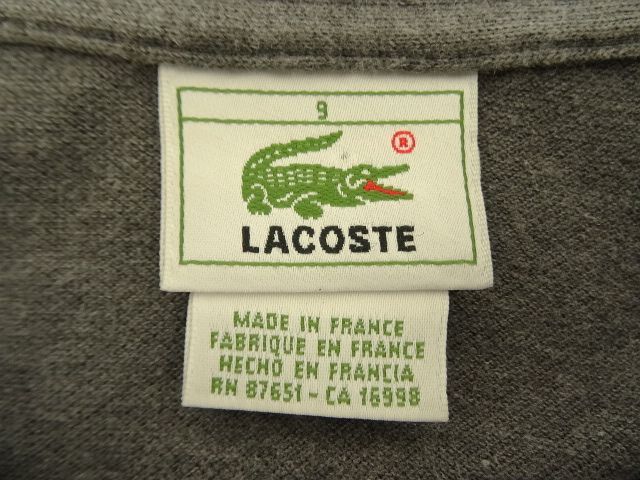 9
®
LACOSTE
MADE IN FRANCE
FABRIQUE EN FRANCE
HECHO EN FRANCIA
RN 87651 - CA 16998